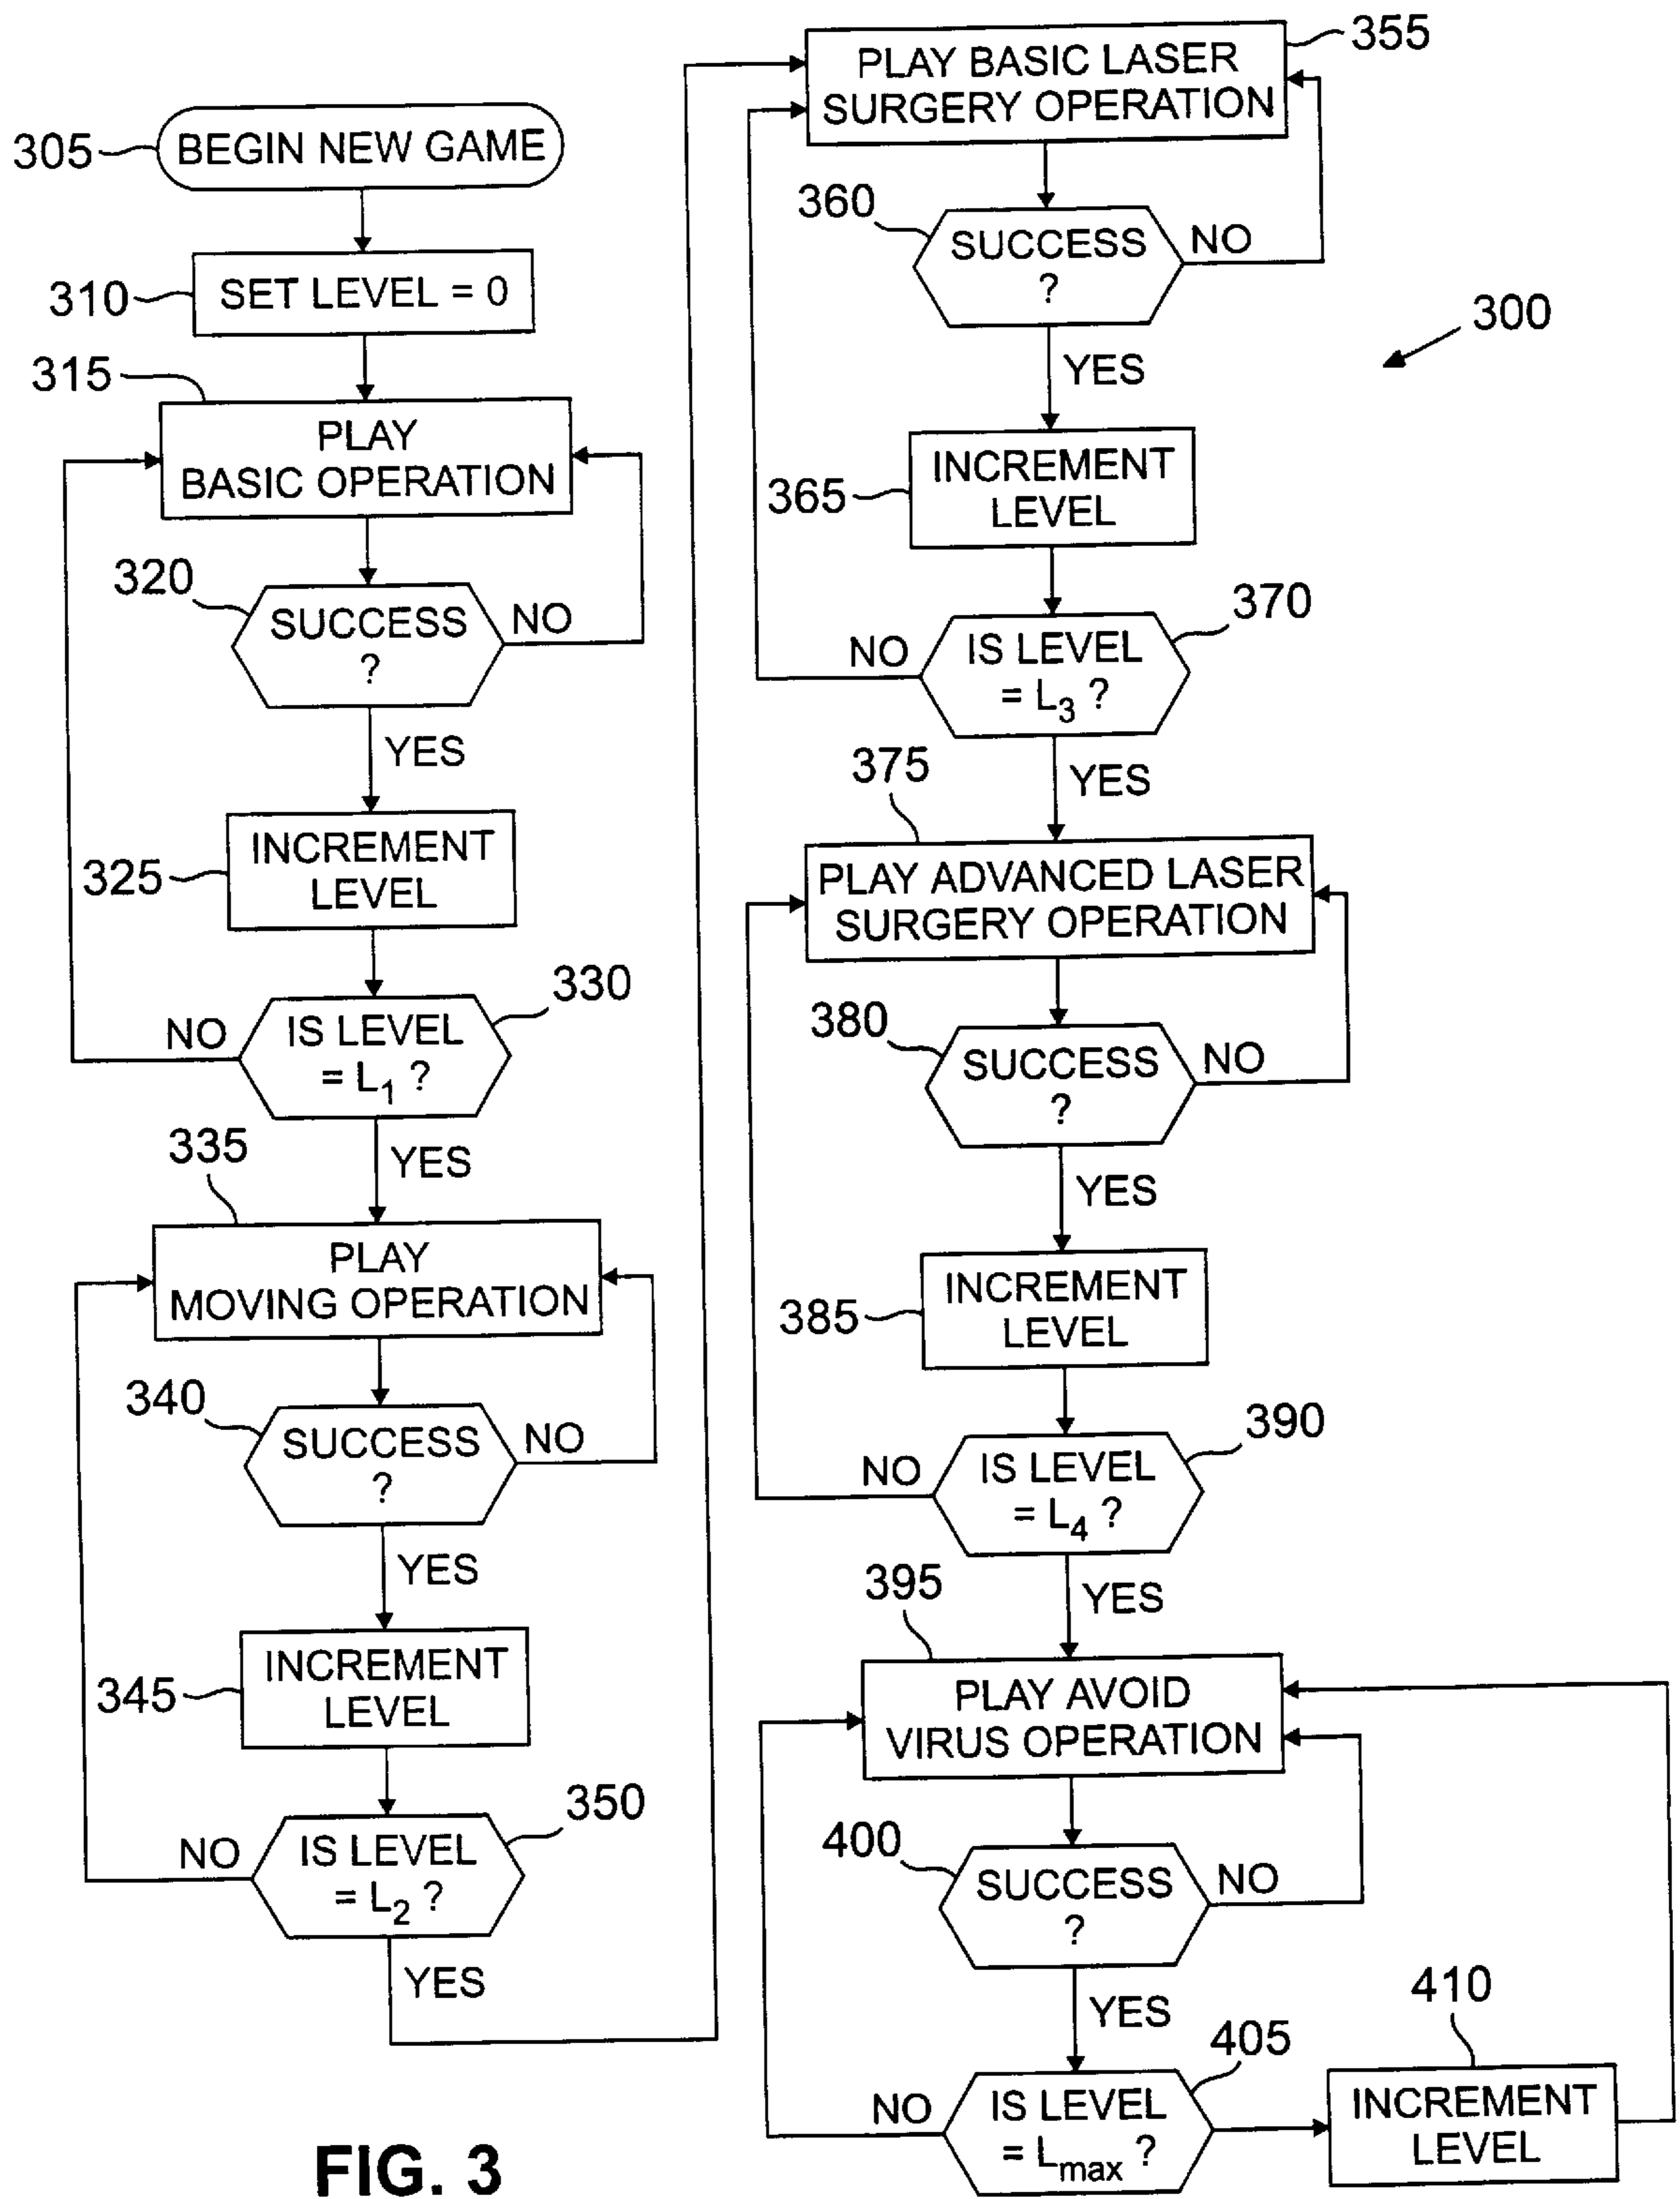 305
BEGIN NEW GAME
310
SET LEVEL = 0
315
PLAY
BASIC OPERATION
320
SUCCESS
?
NO
YES
325
INCREMENT
LEVEL
330
NO
IS LEVEL
= L1 ?
YES
335
PLAY
MOVING OPERATION
340
SUCCESS
?
NO
YES
345
INCREMENT
LEVEL
350
NO
IS LEVEL
= L2 ?
YES
355
PLAY BASIC LASER
SURGERY OPERATION
360
SUCCESS
?
NO
300
YES
365
INCREMENT
LEVEL
370
NO
IS LEVEL
= L3 ?
YES
375
PLAY ADVANCED LASER
SURGERY OPERATION
380
SUCCESS
?
NO
YES
385
INCREMENT
LEVEL
390
NO
IS LEVEL
= L4 ?
YES
395
PLAY AVOID
VIRUS OPERATION
400
SUCCESS
?
NO
YES
405
NO
IS LEVEL
= Lmax ?
410
INCREMENT
LEVEL
FIG. 3